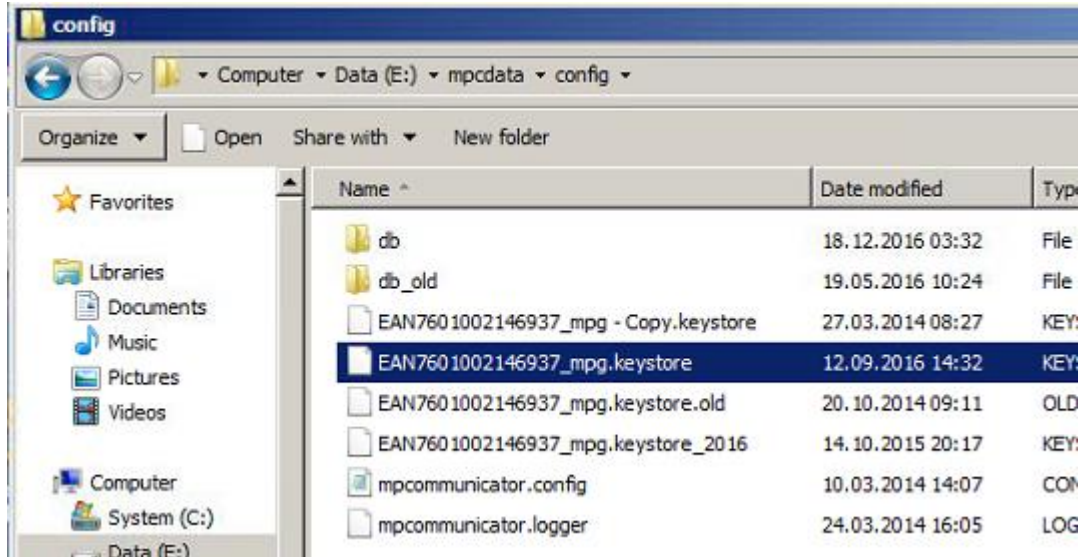 config
Computer Data (E:) mpcdata config
Organize Open Share with New folder
Favorites
Libraries
Documents
Music
Pictures
Videos
Computer
System (C:)
Data (E:)
Name Date modified
db 18.12.2016 03:32 File
db_old 19.05.2016 10:24 File
EAN7601002146937_mpg - Copy.keystore 27.03.2014 08:27
EAN7601002146937_mpg.keystore 12.09.2016 14:32
EAN7601002146937_mpg.keystore.old 20.10.2014 09:11 OLD
EAN7601002146937_mpg.keystore_2016 14.10.2015 20:17
mpcommunicator.config 10.03.2014 14:07 CON
mpcommunicator.logger 24.03.2014 16:05 LOG